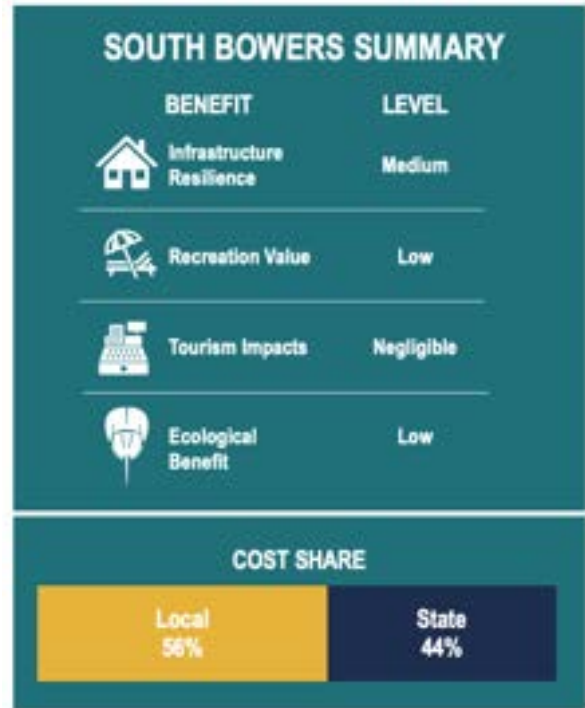 SOUTH BOWERS SUMMARY
BENEFIT LEVEL
Infrastructure
Resilience
Medium
Recreation Value Low
Tourism Impacts Negligible
Ecological
Benefit
Low
COST SHARE
Local
56%
State
44%